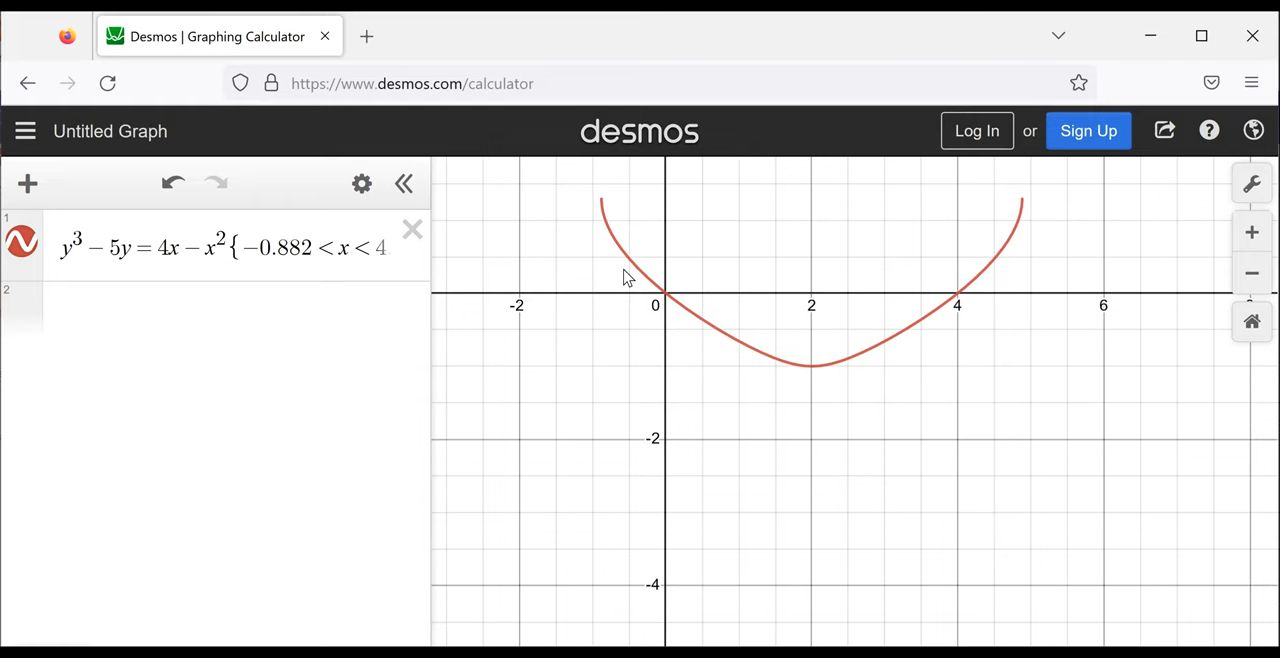 Desmos | Graphing Calculator
https://www.desmos.com/calculator
Untitled Graph
desmos
Log In or Sign Up
1
y³ − 5y = 4x − x² { −0.882 < x < 4
2
-2 0 2 4 6
-2
-4